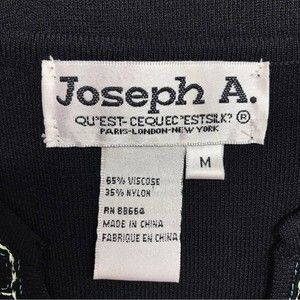 Joseph A.
QU'EST-CEQUEC'ESTSILK? ®
PARIS-LONDON-NEW YORK
M
65% VISCOSE
35% NYLON
RN 88664
MADE IN CHINA
FABRIQUE EN CHINA